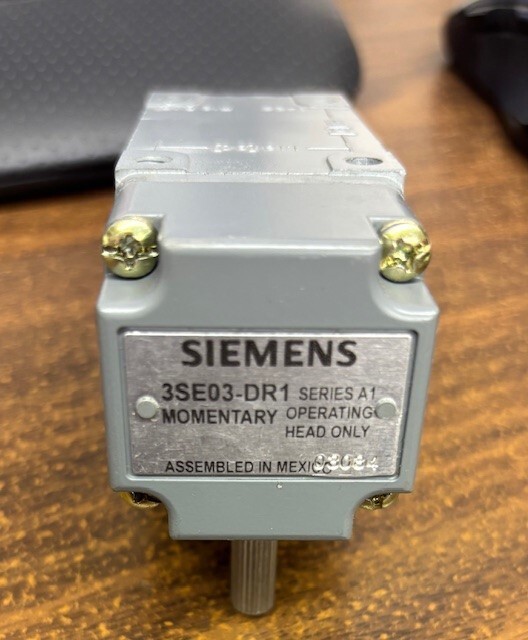 SIEMENS
3SE03-DR1 SERIES A1
MOMENTARY OPERATING
HEAD ONLY
ASSEMBLED IN MEXICO